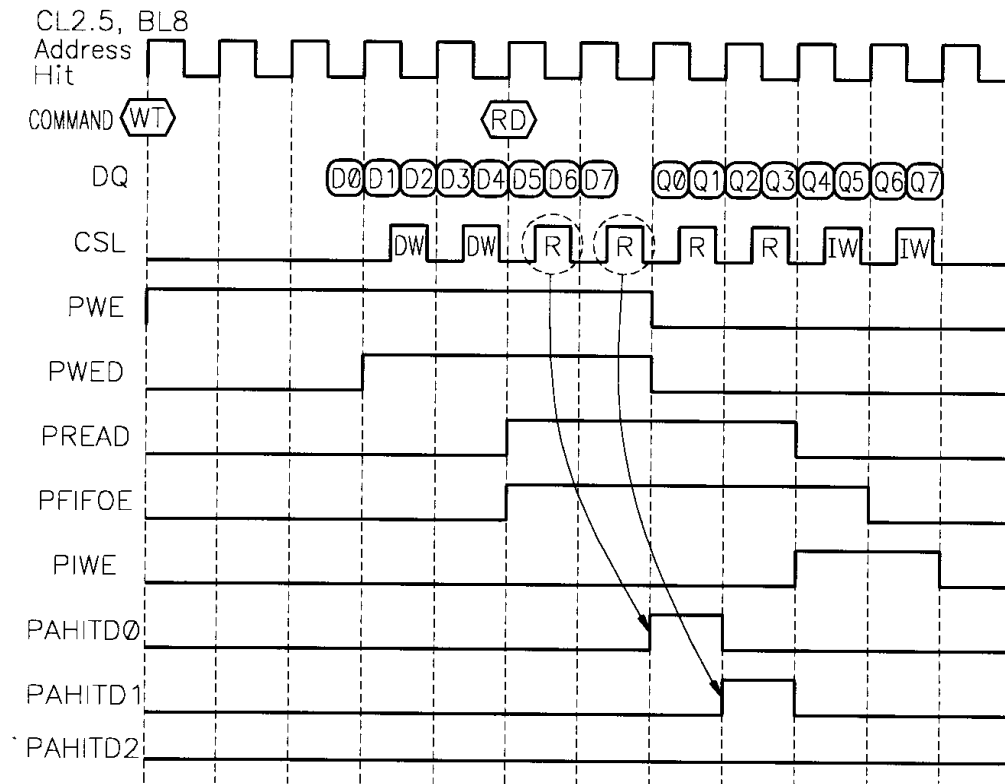 CL2.5, BL8
Address
Hit
COMMAND WT RD
DQ D0 D1 D2 D3 D4 D5 D6 D7 Q0 Q1 Q2 Q3 Q4 Q5 Q6 Q7
CSL DW DW R R R R IW IW
PWE
PWED
PREAD
PFIFOE
PIWE
PAHITD0
PAHITD1
PAHITD2